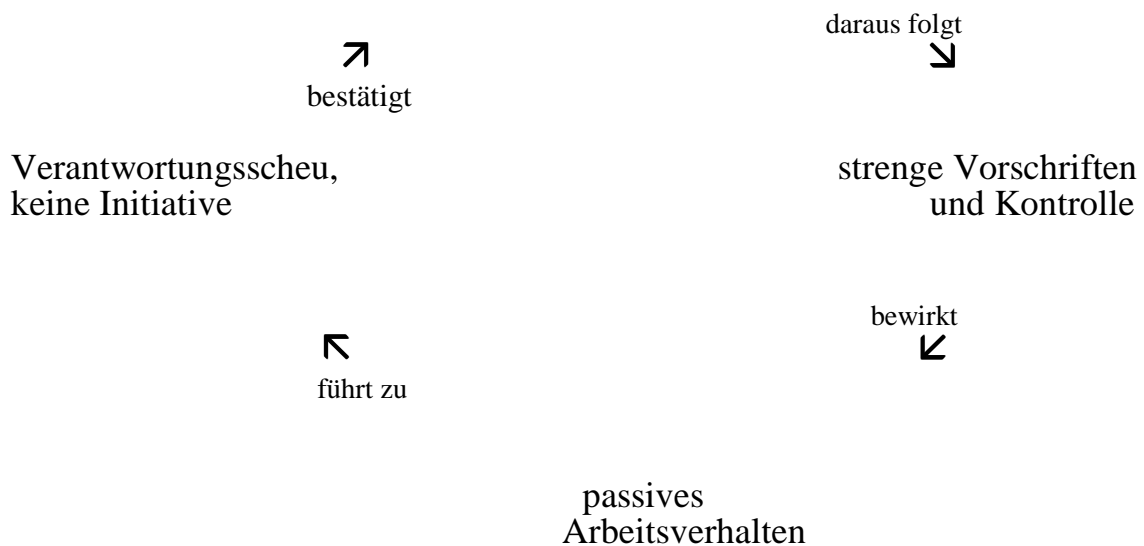 daraus folgt
bestätigt
Verantwortungsscheu,
keine Initiative
strenge Vorschriften
und Kontrolle
bewirkt
führt zu
passives
Arbeitsverhalten